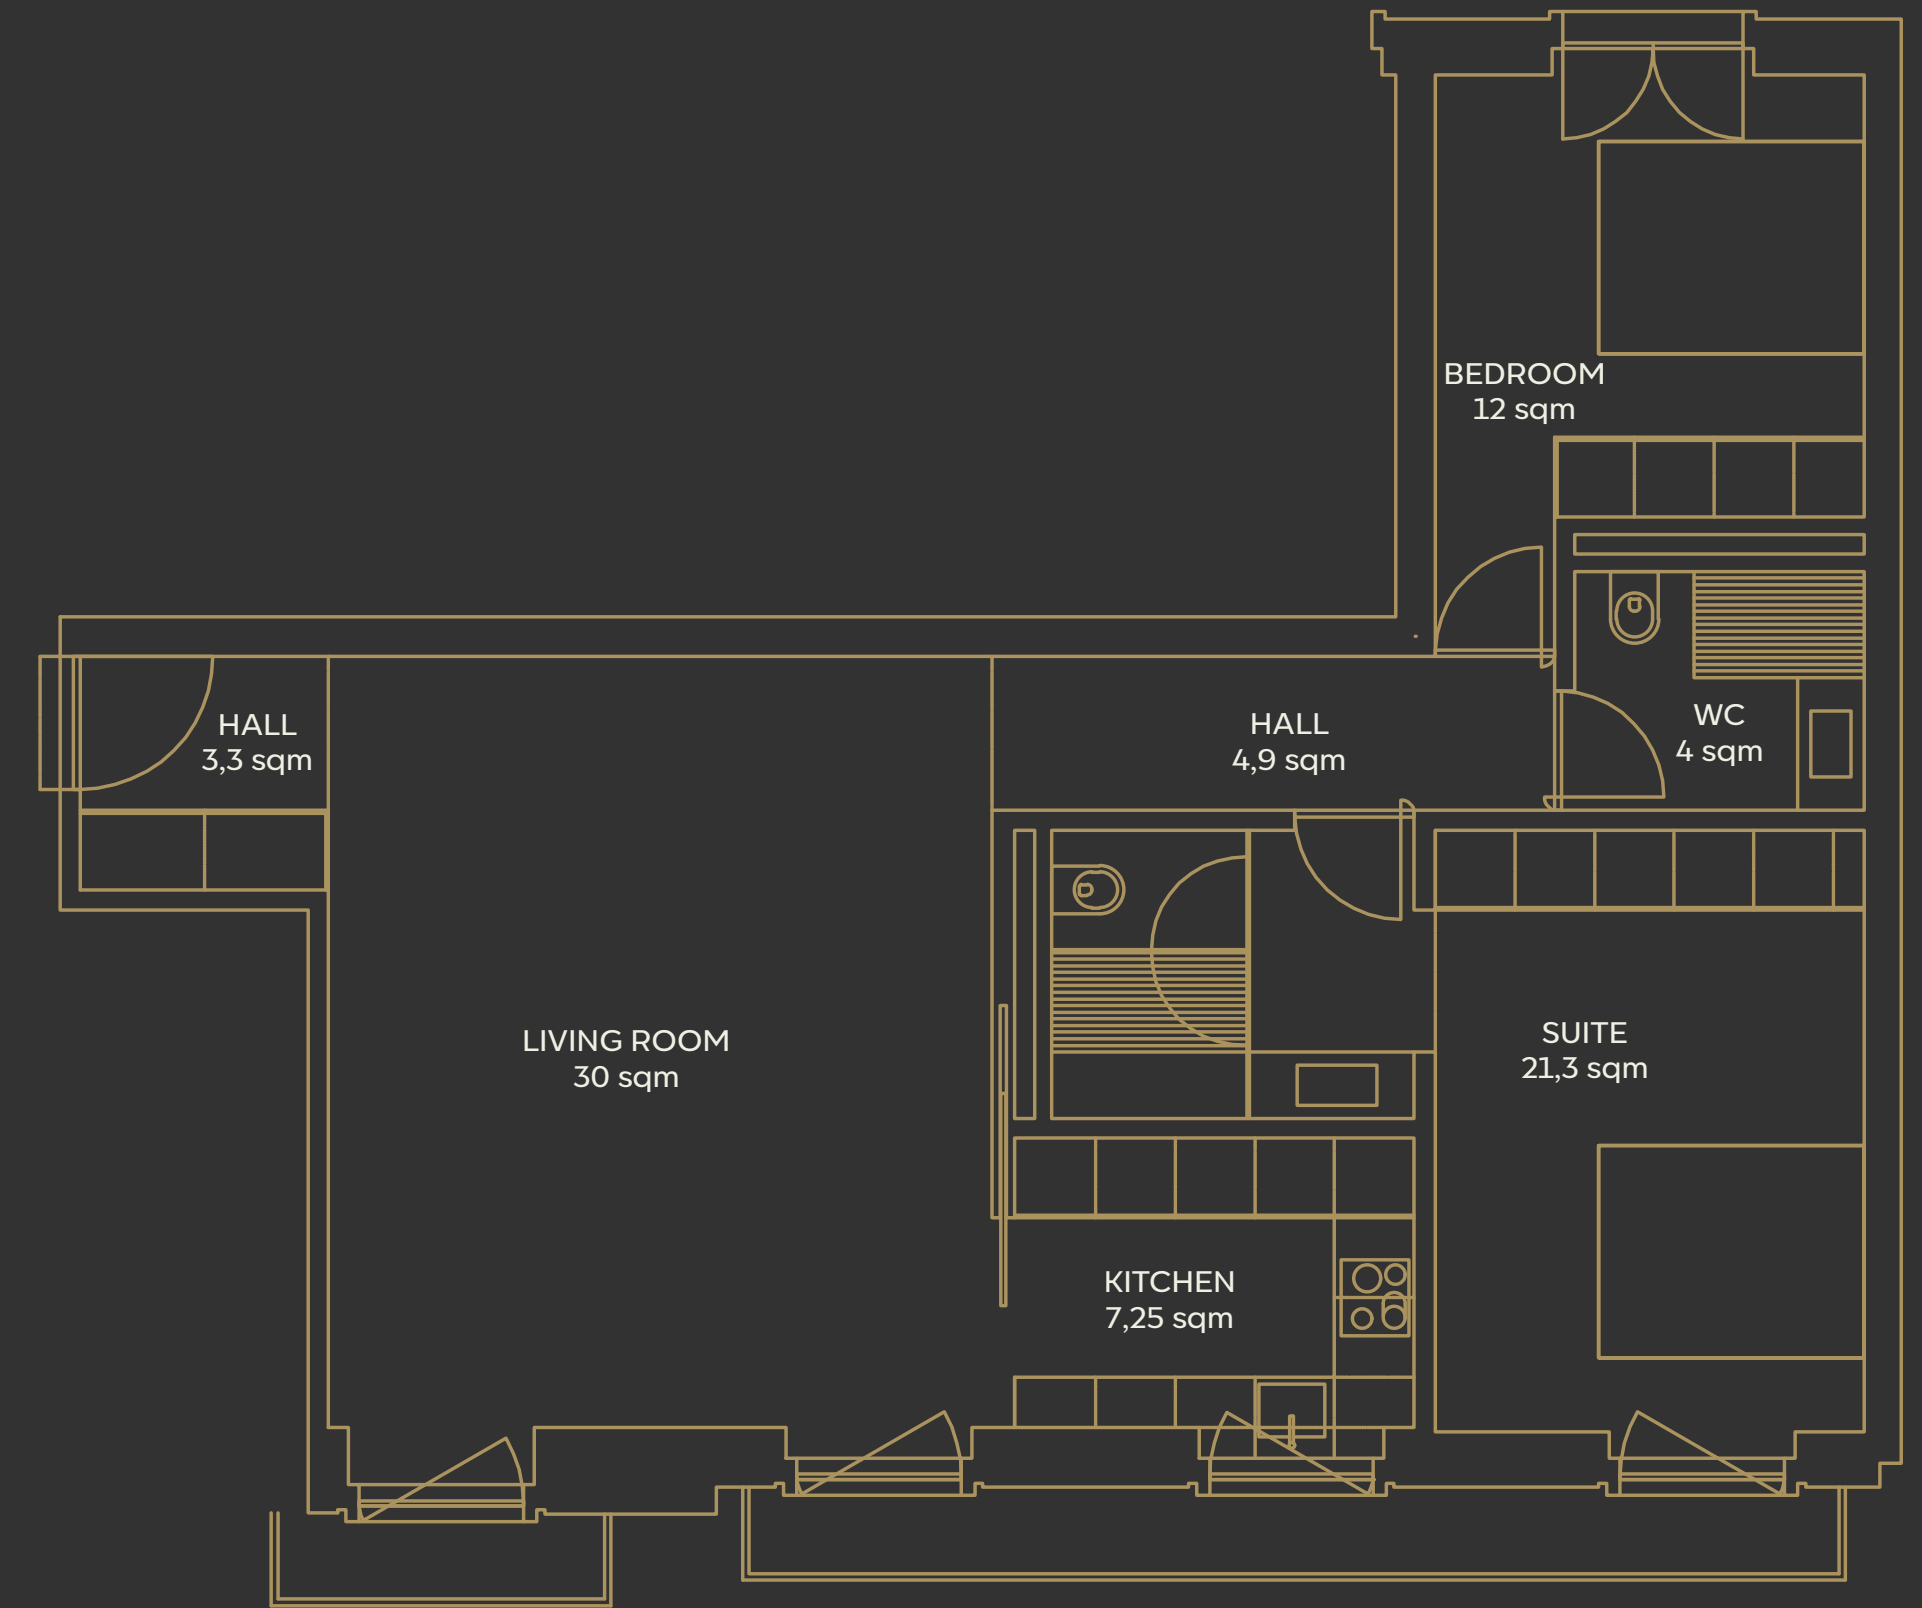 BEDROOM
12 sqm
HALL
3,3 sqm
HALL
4,9 sqm
WC
4 sqm
LIVING ROOM
30 sqm
SUITE
21,3 sqm
KITCHEN
7,25 sqm